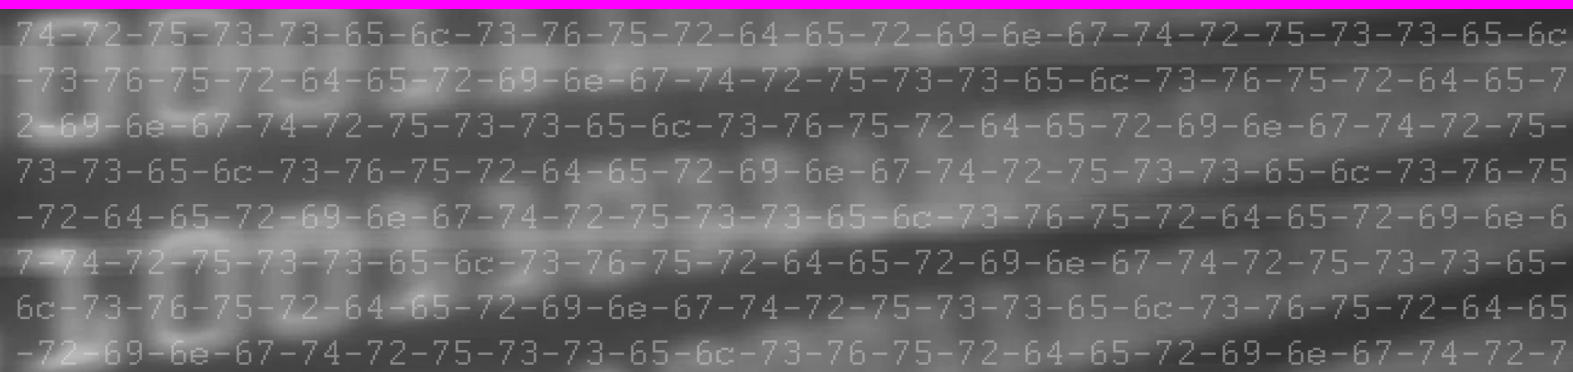 74-72-75-73-73-65-6c-73-76-75-72-64-65-72-69-6e-67-74-72-75-73-73-65-6c
-73-76-75-72-64-65-72-69-6e-67-74-72-75-73-73-65-6c-73-76-75-72-64-65-7
2-69-6e-67-74-72-75-73-73-65-6c-73-76-75-72-64-65-72-69-6e-67-74-72-75-
73-73-65-6c-73-76-75-72-64-65-72-69-6e-67-74-72-75-73-73-65-6c-73-76-75
-72-64-65-72-69-6e-67-74-72-75-73-73-65-6c-73-76-75-72-64-65-72-69-6e-6
7-74-72-75-73-73-65-6c-73-76-75-72-64-65-72-69-6e-67-74-72-75-73-73-65-
6c-73-76-75-72-64-65-72-69-6e-67-74-72-75-73-73-65-6c-73-76-75-72-64-65
-72-69-6e-67-74-72-75-73-73-65-6c-73-76-75-72-64-65-72-69-6e-67-74-72-7